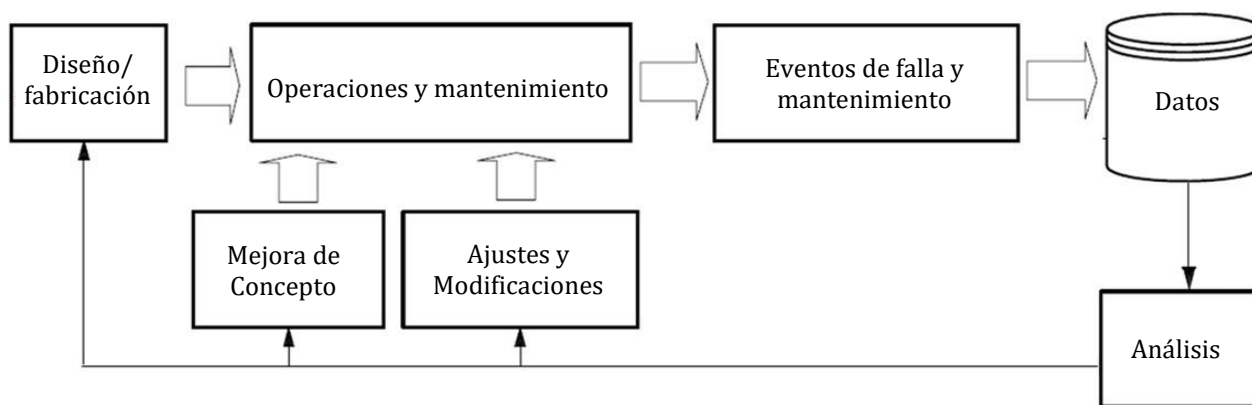 Diseño/
fabricación
Operaciones y mantenimiento
Eventos de falla y
mantenimiento
Datos
Mejora de
Concepto
Ajustes y
Modificaciones
Análisis